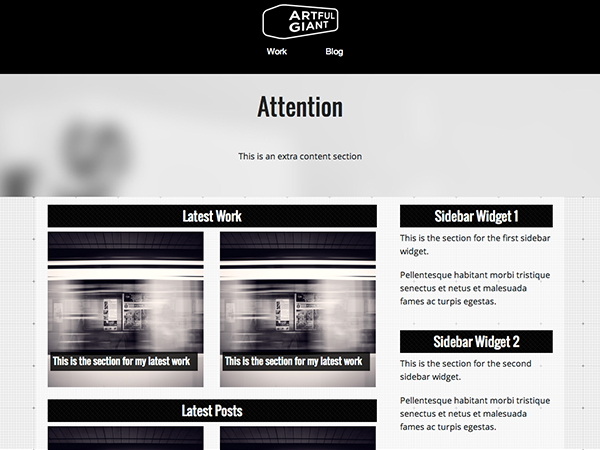 ARTFUL
GIANT
Work Blog
Attention
This is an extra content section
Latest Work
This is the section for my latest work
This is the section for my latest work
Latest Posts
Sidebar Widget 1
This is the section for the first sidebar
widget.
Pellentesque habitant morbi tristique
senectus et netus et malesuada
fames ac turpis egestas.
Sidebar Widget 2
This is the section for the second
sidebar widget.
Pellentesque habitant morbi tristique
senectus et netus et malesuada
fames ac turpis egestas.